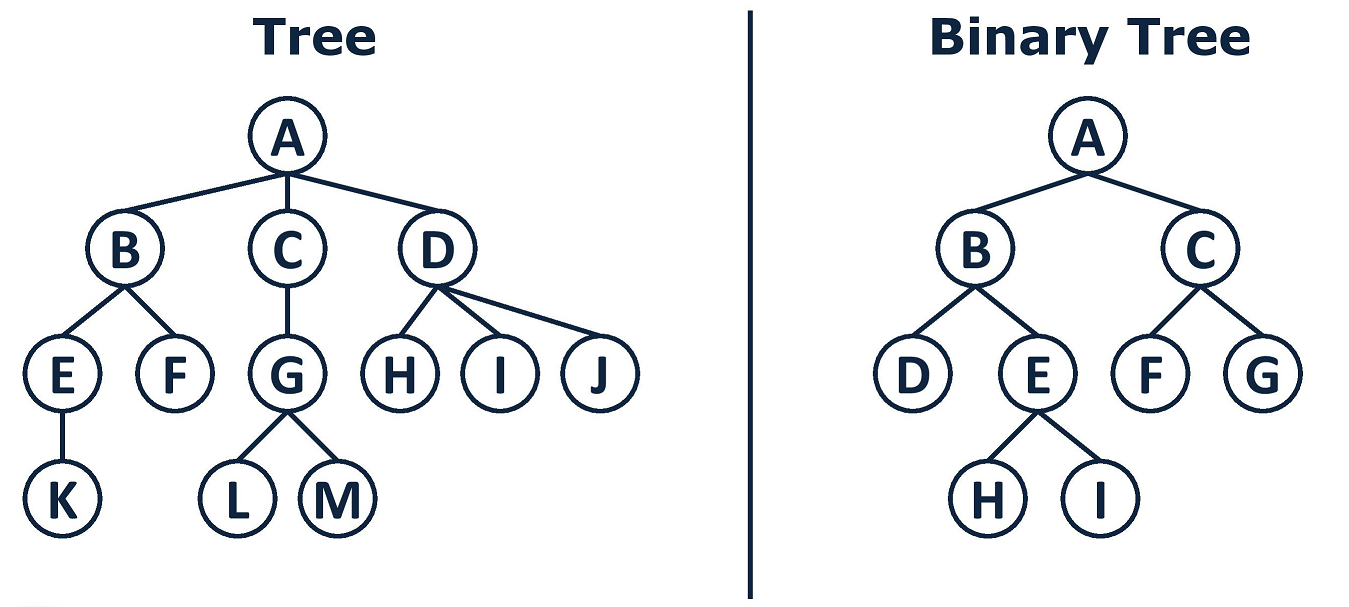 Tree
Binary Tree
A
B C D
E F G H I J
K L M
A
B C
D E F G
H I